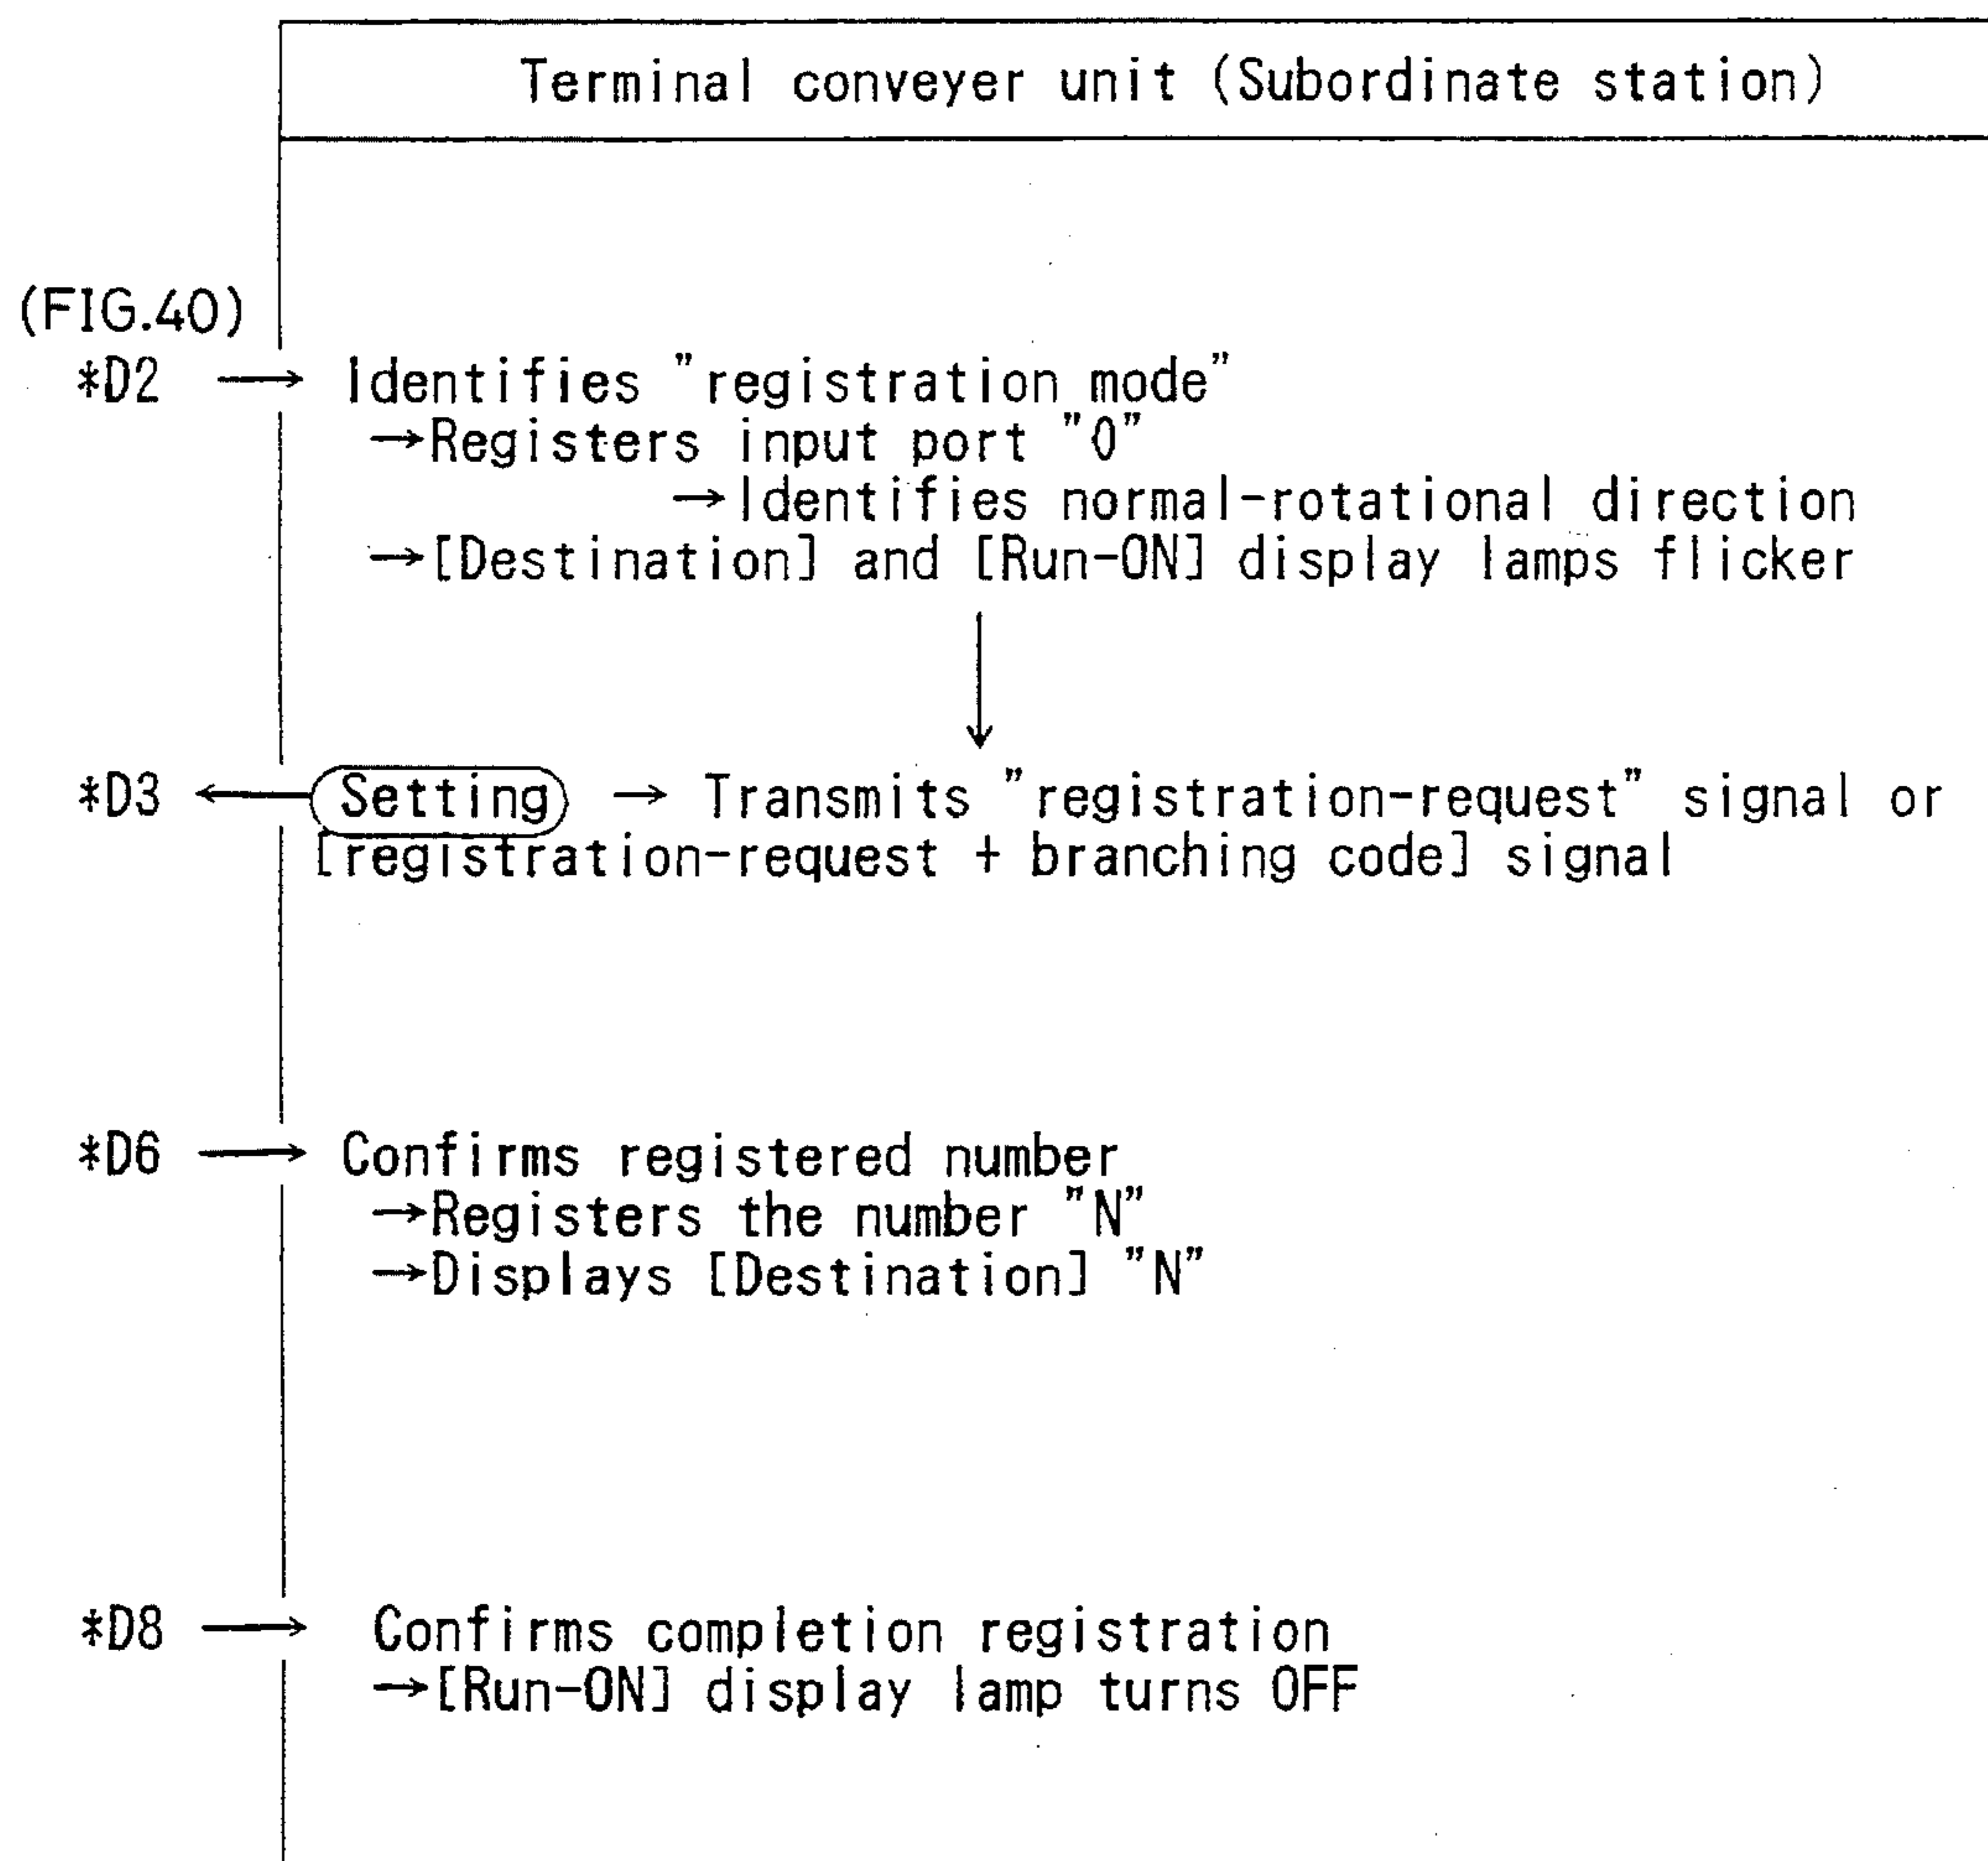 Terminal conveyer unit (Subordinate station)
(FIG.40)
*D2 → Identifies "registration mode"
→Registers input port "0"
→Identifies normal-rotational direction
→[Destination] and [Run-ON] display lamps flicker
*D3 ← Setting → Transmits "registration-request" signal or
[registration-request + branching code] signal
*D6 → Confirms registered number
→Registers the number "N"
→Displays [Destination] "N"
*D8 → Confirms completion registration
→[Run-ON] display lamp turns OFF